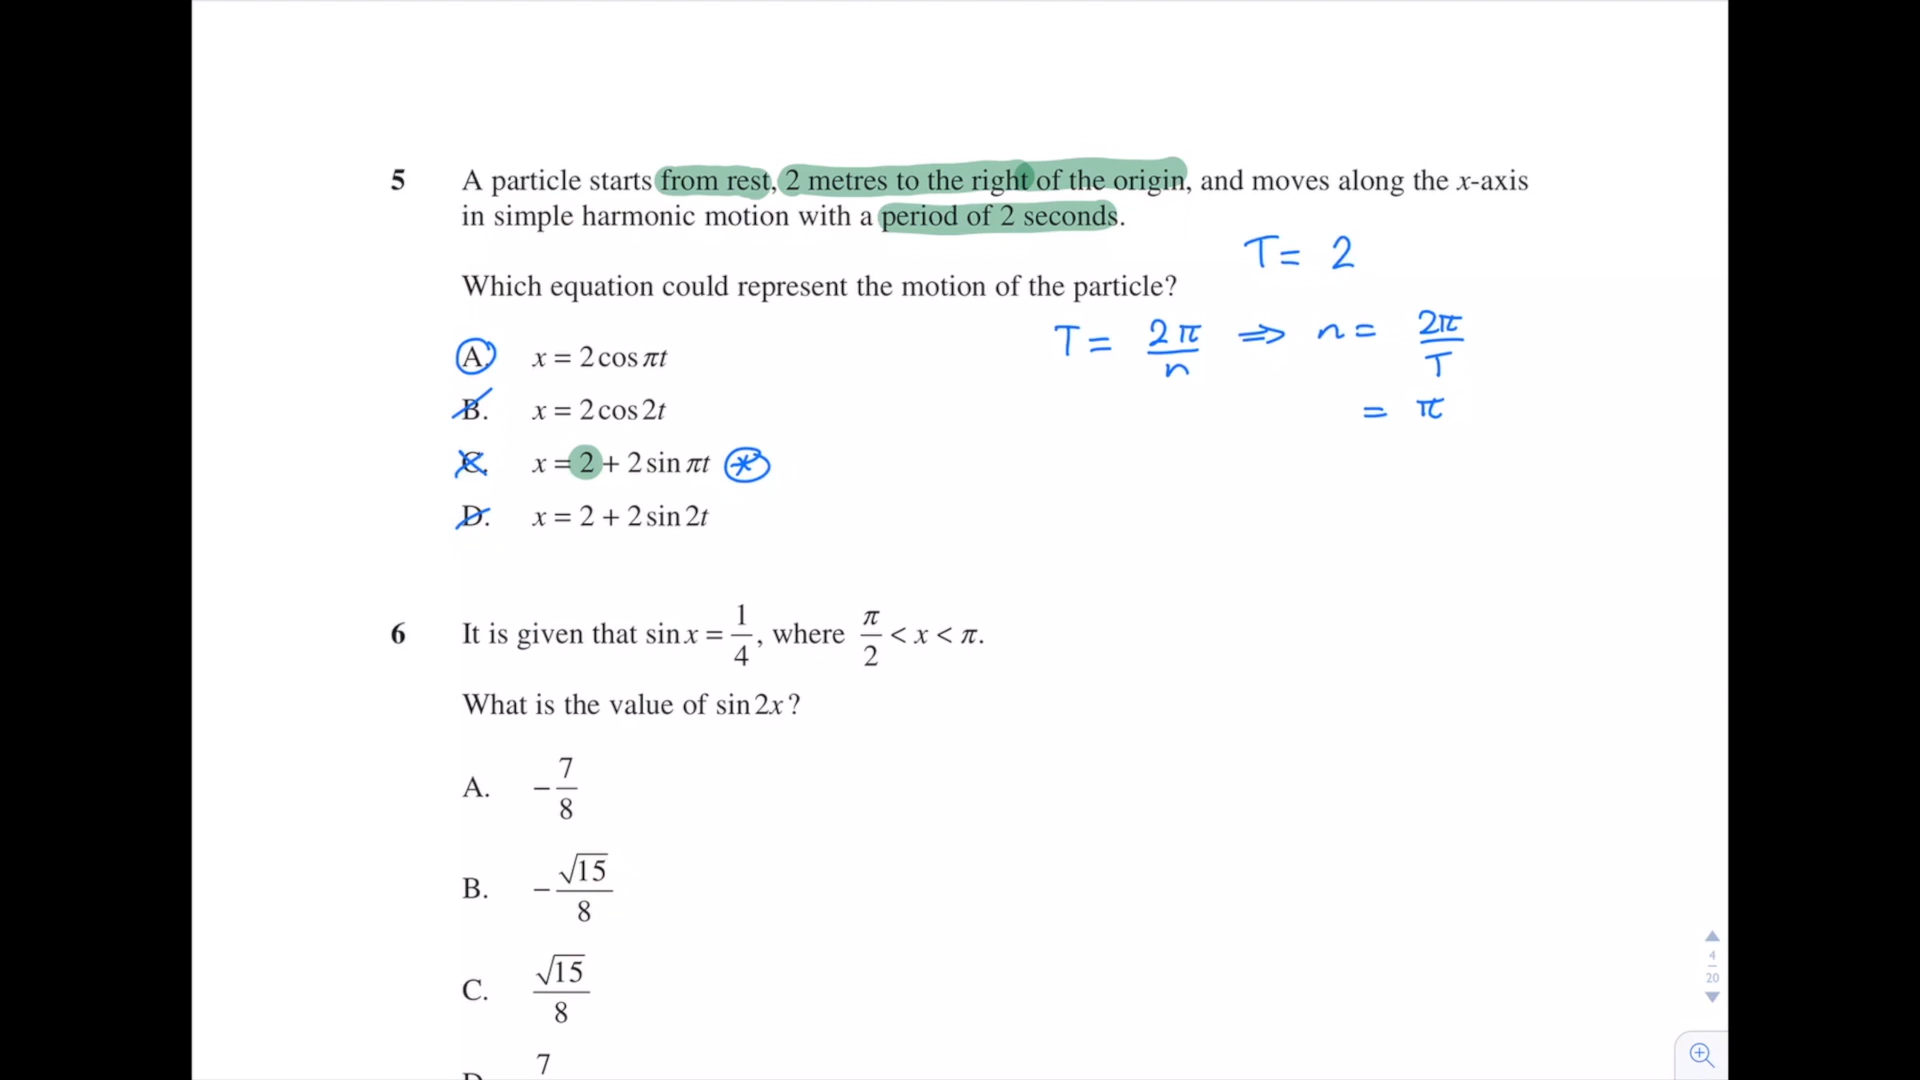 5 A particle starts from rest, 2 metres to the right of the origin, and moves along the x-axis
in simple harmonic motion with a period of 2 seconds.
T = 2
Which equation could represent the motion of the particle?
T = 2π/n ⇒ n = 2π/T
= π
A. x = 2 cos πt
B. x = 2 cos 2t
C. x = 2 + 2 sin πt *
D. x = 2 + 2 sin 2t
6 It is given that sin x = 1/4, where π/2 < x < π.
What is the value of sin 2x?
A. −7/8
B. −√15/8
C. √15/8
7
4
20